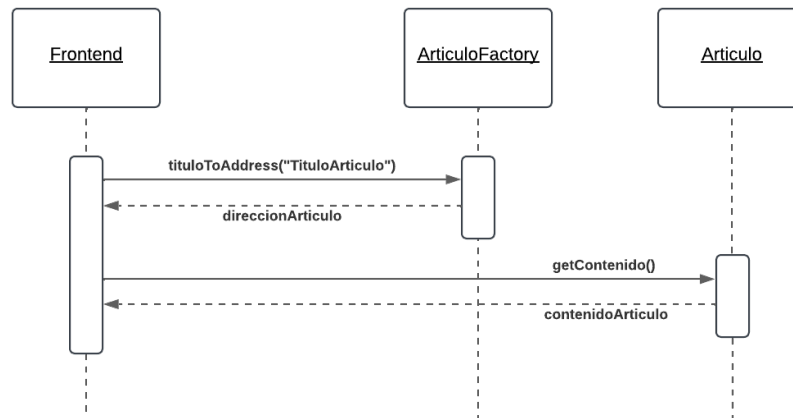 Frontend
ArticuloFactory
Articulo
tituloToAddress("TituloArticulo")
direccionArticulo
getContenido()
contenidoArticulo